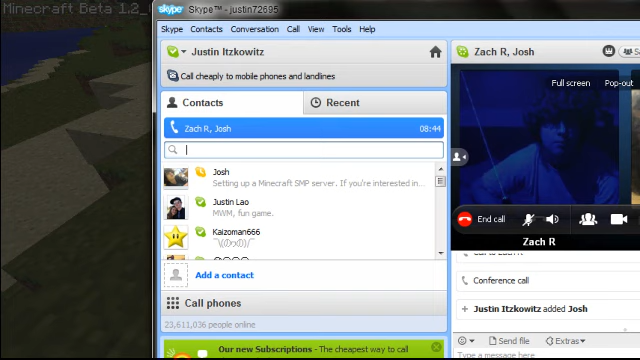 Minecraft Beta 1.2_
Skype™ - justin72695
Skype Contacts Conversation Call View Tools Help
Justin Itzkowitz
Call cheaply to mobile phones and landlines
Contacts
Recent
Zach R, Josh 08:44
Josh
Setting up a Minecraft SMP server. If you're interested in...
Justin Lao
MWM, fun game.
Kaizoman666
Add a contact
Call phones
23,611,036 people online
Our new Subscriptions - The cheapest way to call
Zach R, Josh
Full screen Pop-out
End call
Zach R
Conference call
Justin Itzkowitz added Josh
Send file Extras
Type a message here